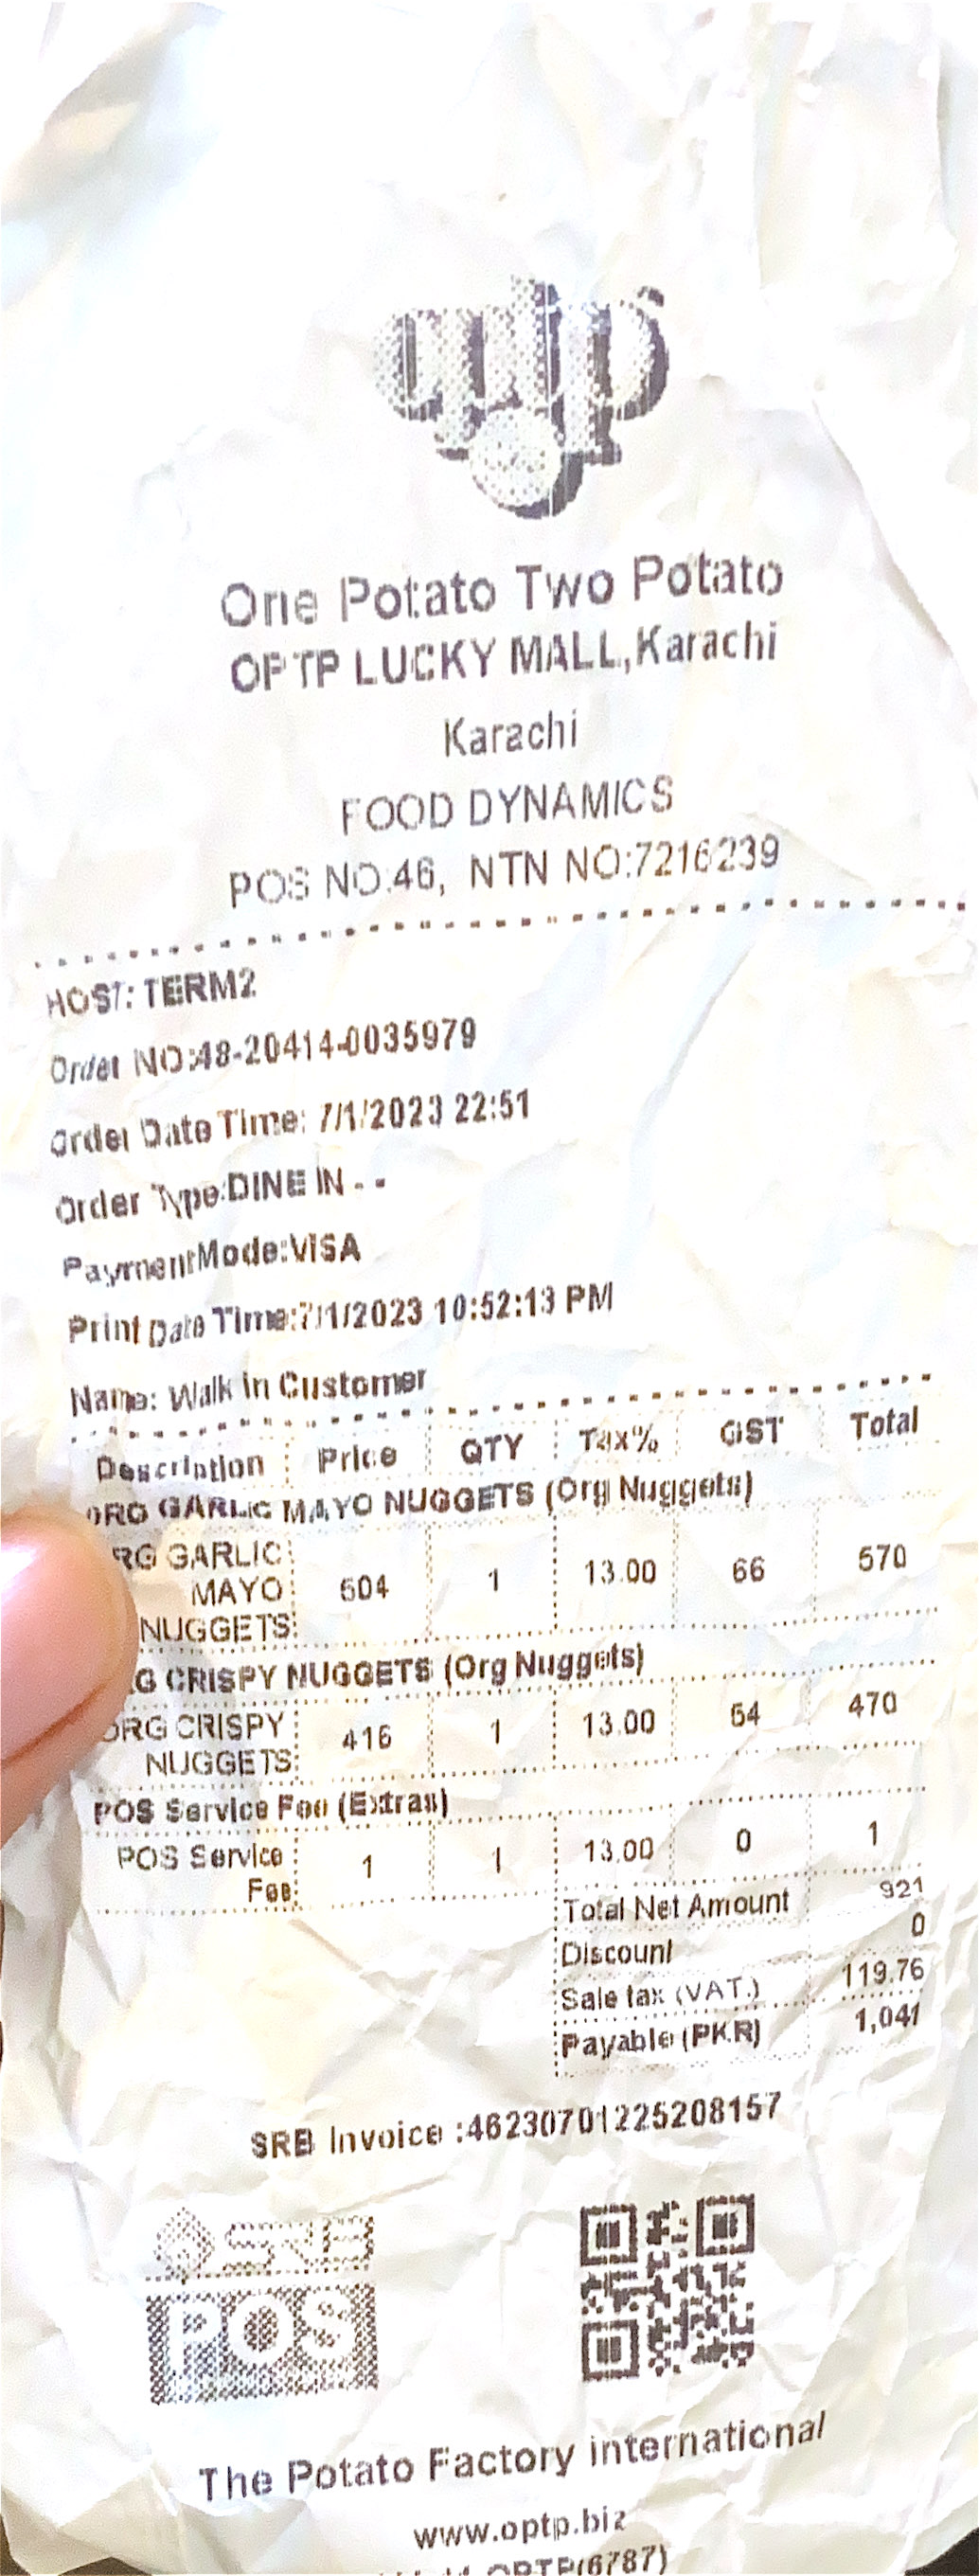 optp
One Potato Two Potato
OPTP LUCKY MALL,Karachi
Karachi
FOOD DYNAMICS
POS NO:46, NTN NO:7216239
HOST: TERM2
Order NO:48-20414-0035979
Order Date Time: 7/1/2023 22:51
Order Type:DINE IN - -
PaymentMode:VISA
Print Date Time:7/1/2023 10:52:13 PM
Name: Walk in Customer
Description Price QTY Tax% GST Total
ORG GARLIC MAYO NUGGETS (Org Nuggets)
RG GARLIC
MAYO 504 1 13.00 66 570
NUGGETS
G CRISPY NUGGETS (Org Nuggets)
ORG CRISPY 416 1 13.00 54 470
NUGGETS
POS Service Fee (Extras)
POS Service 1 1 13.00 0 1
Fee
Total Net Amount 921
Discount 0
Sale tax (VAT.) 119.76
Payable (PKR) 1,041
SRB Invoice :46230701225208157
SRB
POS
The Potato Factory international
www.optp.biz
OPTP(6787)